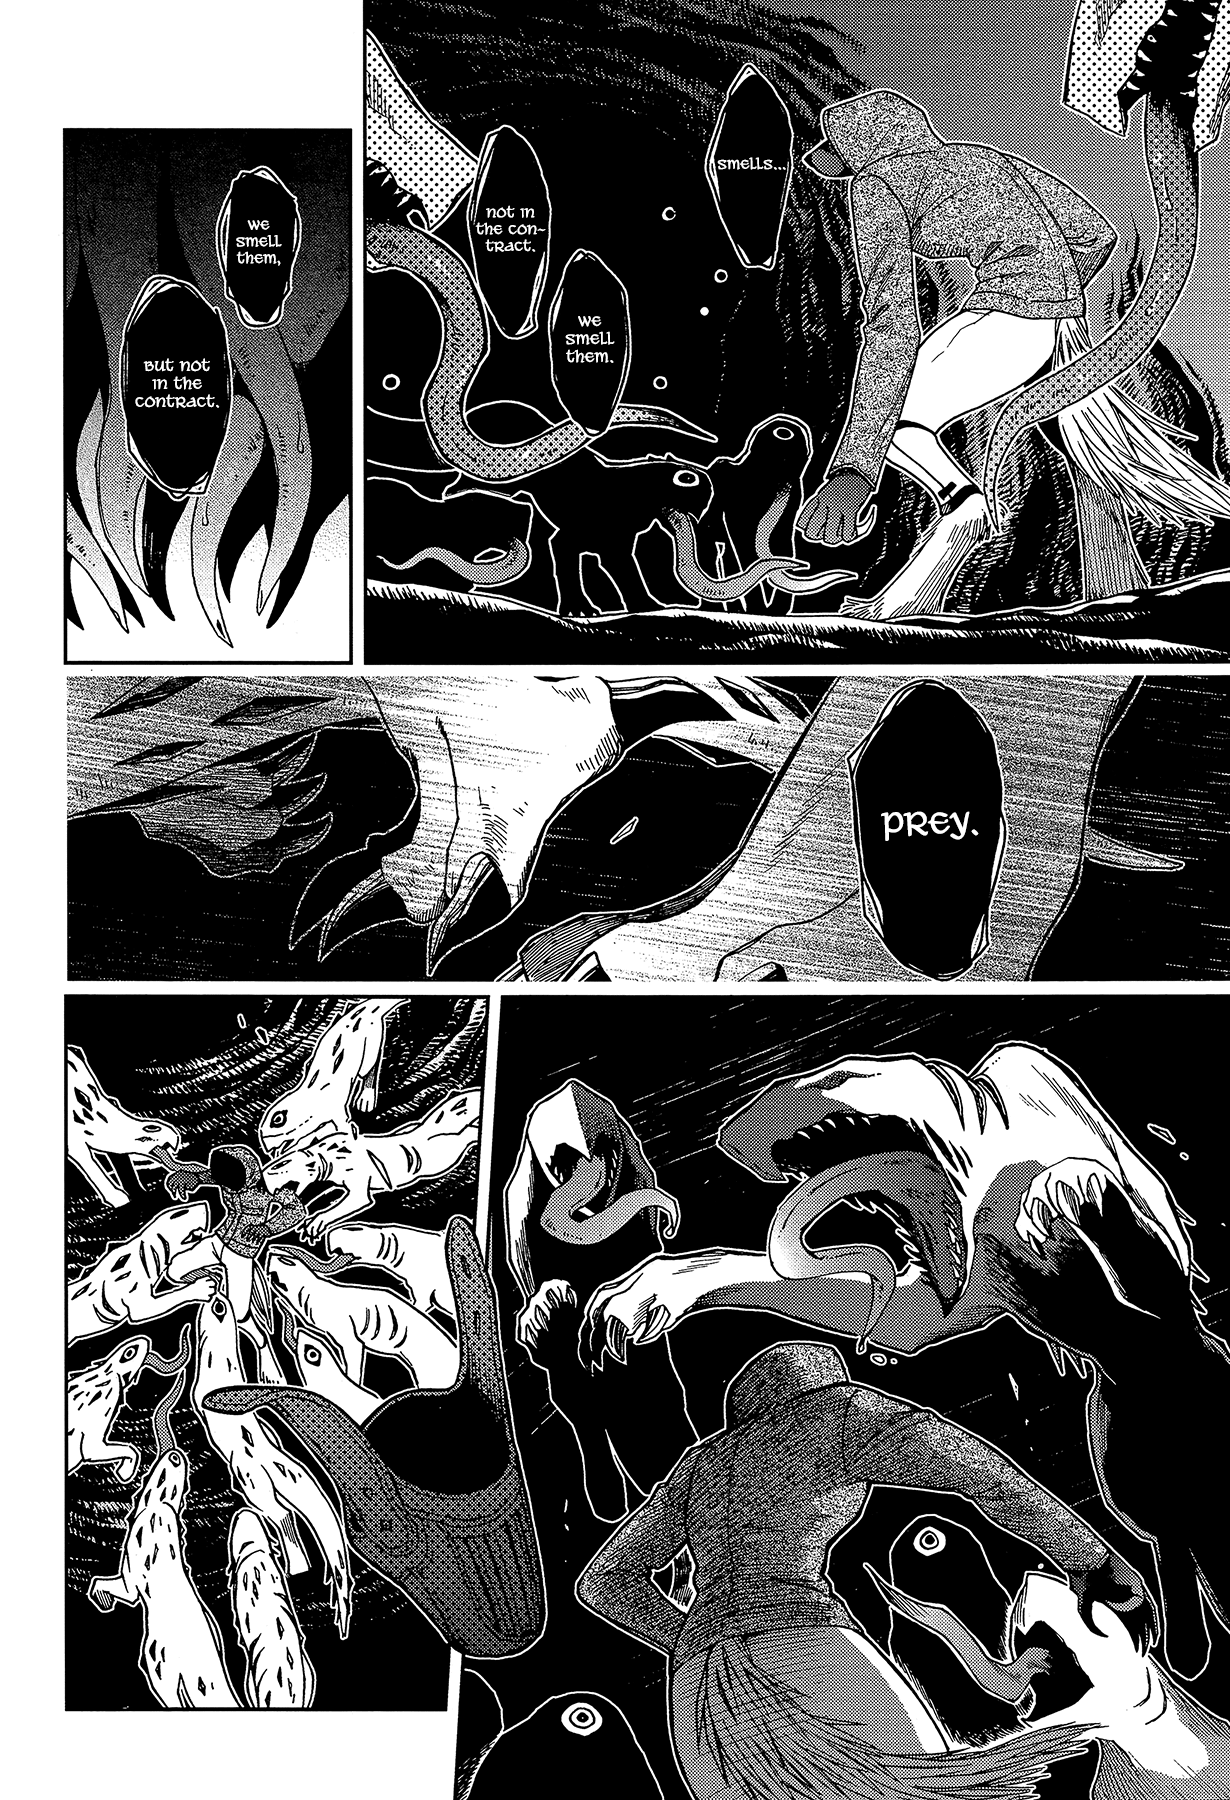 smells...
not in
the con-
tract.
we
smell
them.
we
smell
them,
but not
in the
contract.
prey.